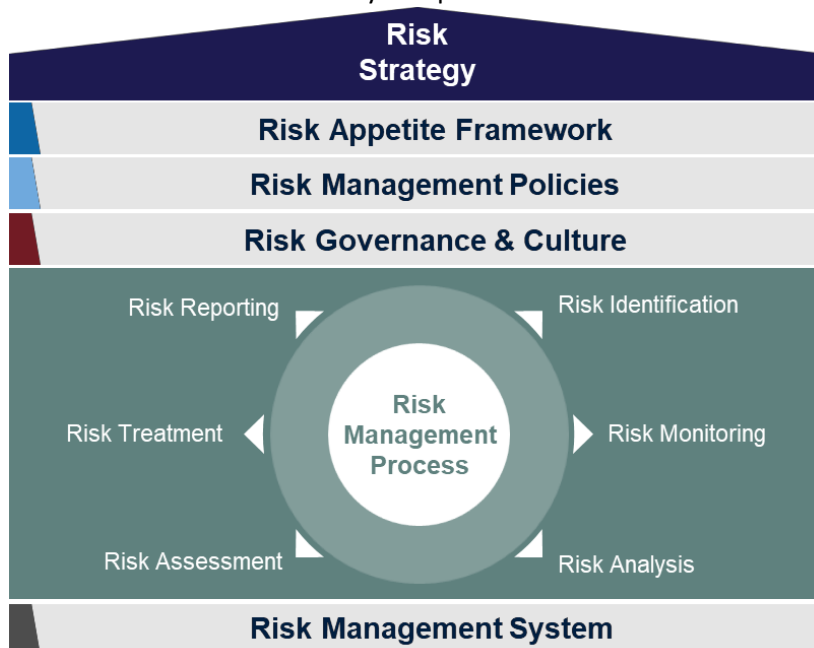 Risk
Strategy
Risk Appetite Framework
Risk Management Policies
Risk Governance & Culture
Risk Reporting
Risk Identification
Risk Treatment
Risk
Management
Process
Risk Monitoring
Risk Assessment
Risk Analysis
Risk Management System